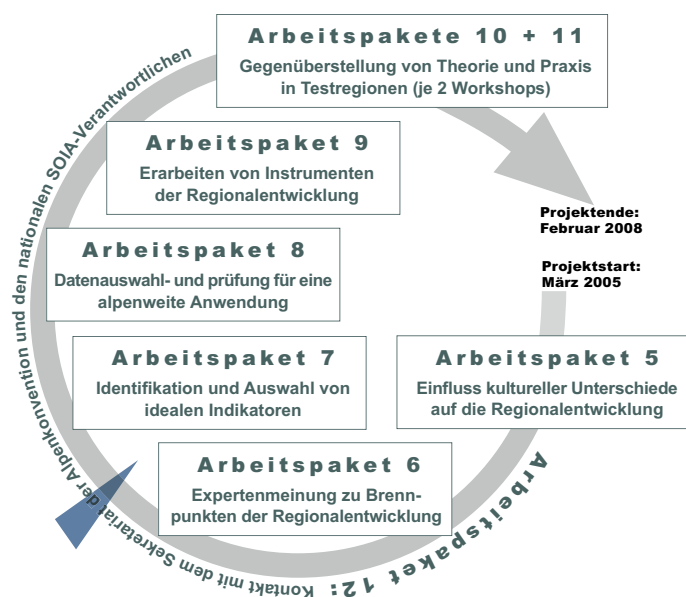 Arbeitspakete 10 + 11
Gegenüberstellung von Theorie und Praxis
in Testregionen (je 2 Workshops)
Arbeitspaket 9
Erarbeiten von Instrumenten
der Regionalentwicklung
Projektende:
Februar 2008
Arbeitspaket 8
Datenauswahl- und prüfung für eine
alpenweite Anwendung
Projektstart:
März 2005
Arbeitspaket 7
Identifikation und Auswahl von
idealen Indikatoren
Arbeitspaket 5
Einfluss kultureller Unterschiede
auf die Regionalentwicklung
Arbeitspaket 6
Expertenmeinung zu Brenn-
punkten der Regionalentwicklung
Arbeitspaket 12: Kontakt mit dem Sekretariat der Alpenkonvention und den nationalen SOIA-Verantwortlichen